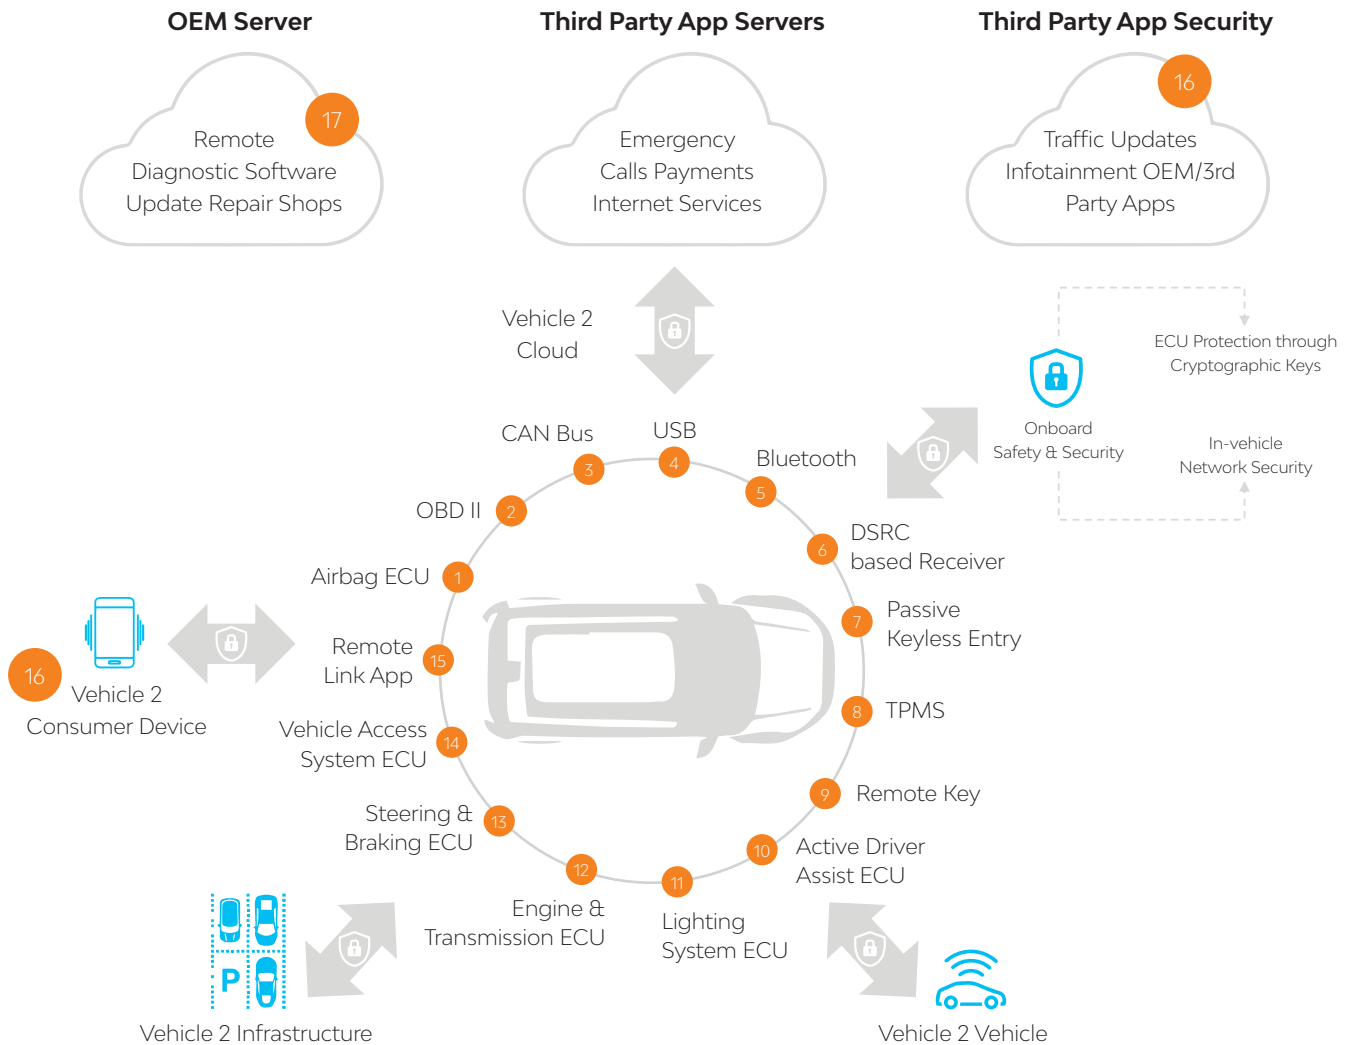 OEM Server
Third Party App Servers
Third Party App Security
17
Remote
Diagnostic Software
Update Repair Shops
Emergency
Calls Payments
Internet Services
16
Traffic Updates
Infotainment OEM/3rd
Party Apps
Vehicle 2
Cloud
ECU Protection through
Cryptographic Keys
Onboard
Safety & Security
In-vehicle
Network Security
CAN Bus
3
USB
4
Bluetooth
5
OBD II
2
DSRC
based Receiver
6
Airbag ECU
1
Passive
Keyless Entry
7
Remote
Link App
15
16
Vehicle 2
Consumer Device
TPMS
8
Vehicle Access
System ECU
14
Remote Key
9
Steering &
Braking ECU
13
Active Driver
Assist ECU
10
12
Engine &
Transmission ECU
11
Lighting
System ECU
P
Vehicle 2 Infrastructure
Vehicle 2 Vehicle